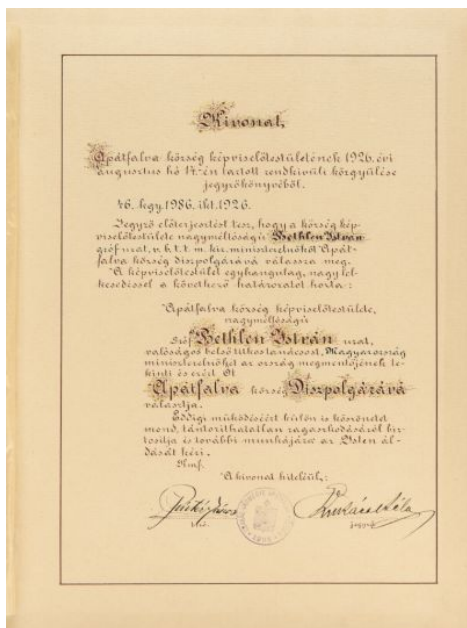 Kivonat,
Apátfalva község képviselőtestületének 1926. évi
augusztus hó 14.-én tartott rendkívüli közgyülése
jegyzőkönyvéből.
46. kgy. 1986. ikt. 1926.
Jegyző előterjesztést tesz, hogy a község kép-
viselőtestülete nagyméltóságú Bethlen István
gróf urat, v. b. t. t. m. kir. miniszterelnököt Apát-
falva község díszpolgárává válassza meg.
A képviselőtestület egyhangulag, nagy lel-
kesedéssel a következő határozatot hozta:
Apátfalva község képviselőtestülete,
nagyméltóságú
Gróf Bethlen István urat,
valóságos belső titkos tanácsost, Magyarország
miniszterelnökét az ország megmentőjének te-
kinti és ezért Őt
Apátfalva község Díszpolgárává
választja.
Eddigi működéséért külön is köszönetet
mond, tántoríthatatlan ragaszkodásáról biz-
tosítja és további munkájára az Isten ál-
dását kéri.
Kmf.
A kivonat hiteléül,: